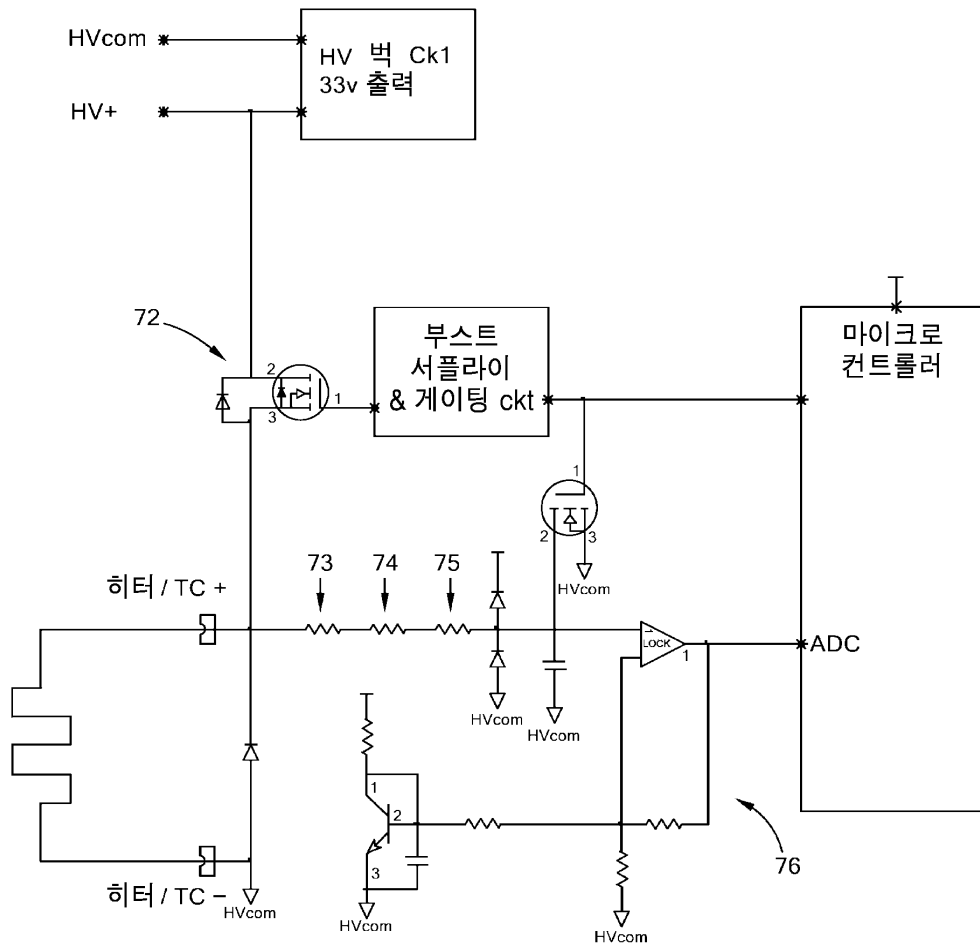 HVcom
HV 벅 Ck1
33v 출력
HV+
72
부스트
서플라이
& 게이팅 ckt
마이크로
컨트롤러
2
3
1
1
2
3
HVcom
73
74
75
히터 / TC +
LOCK
1
ADC
HVcom
HVcom
1
2
3
76
히터 / TC −
HVcom
HVcom
HVcom